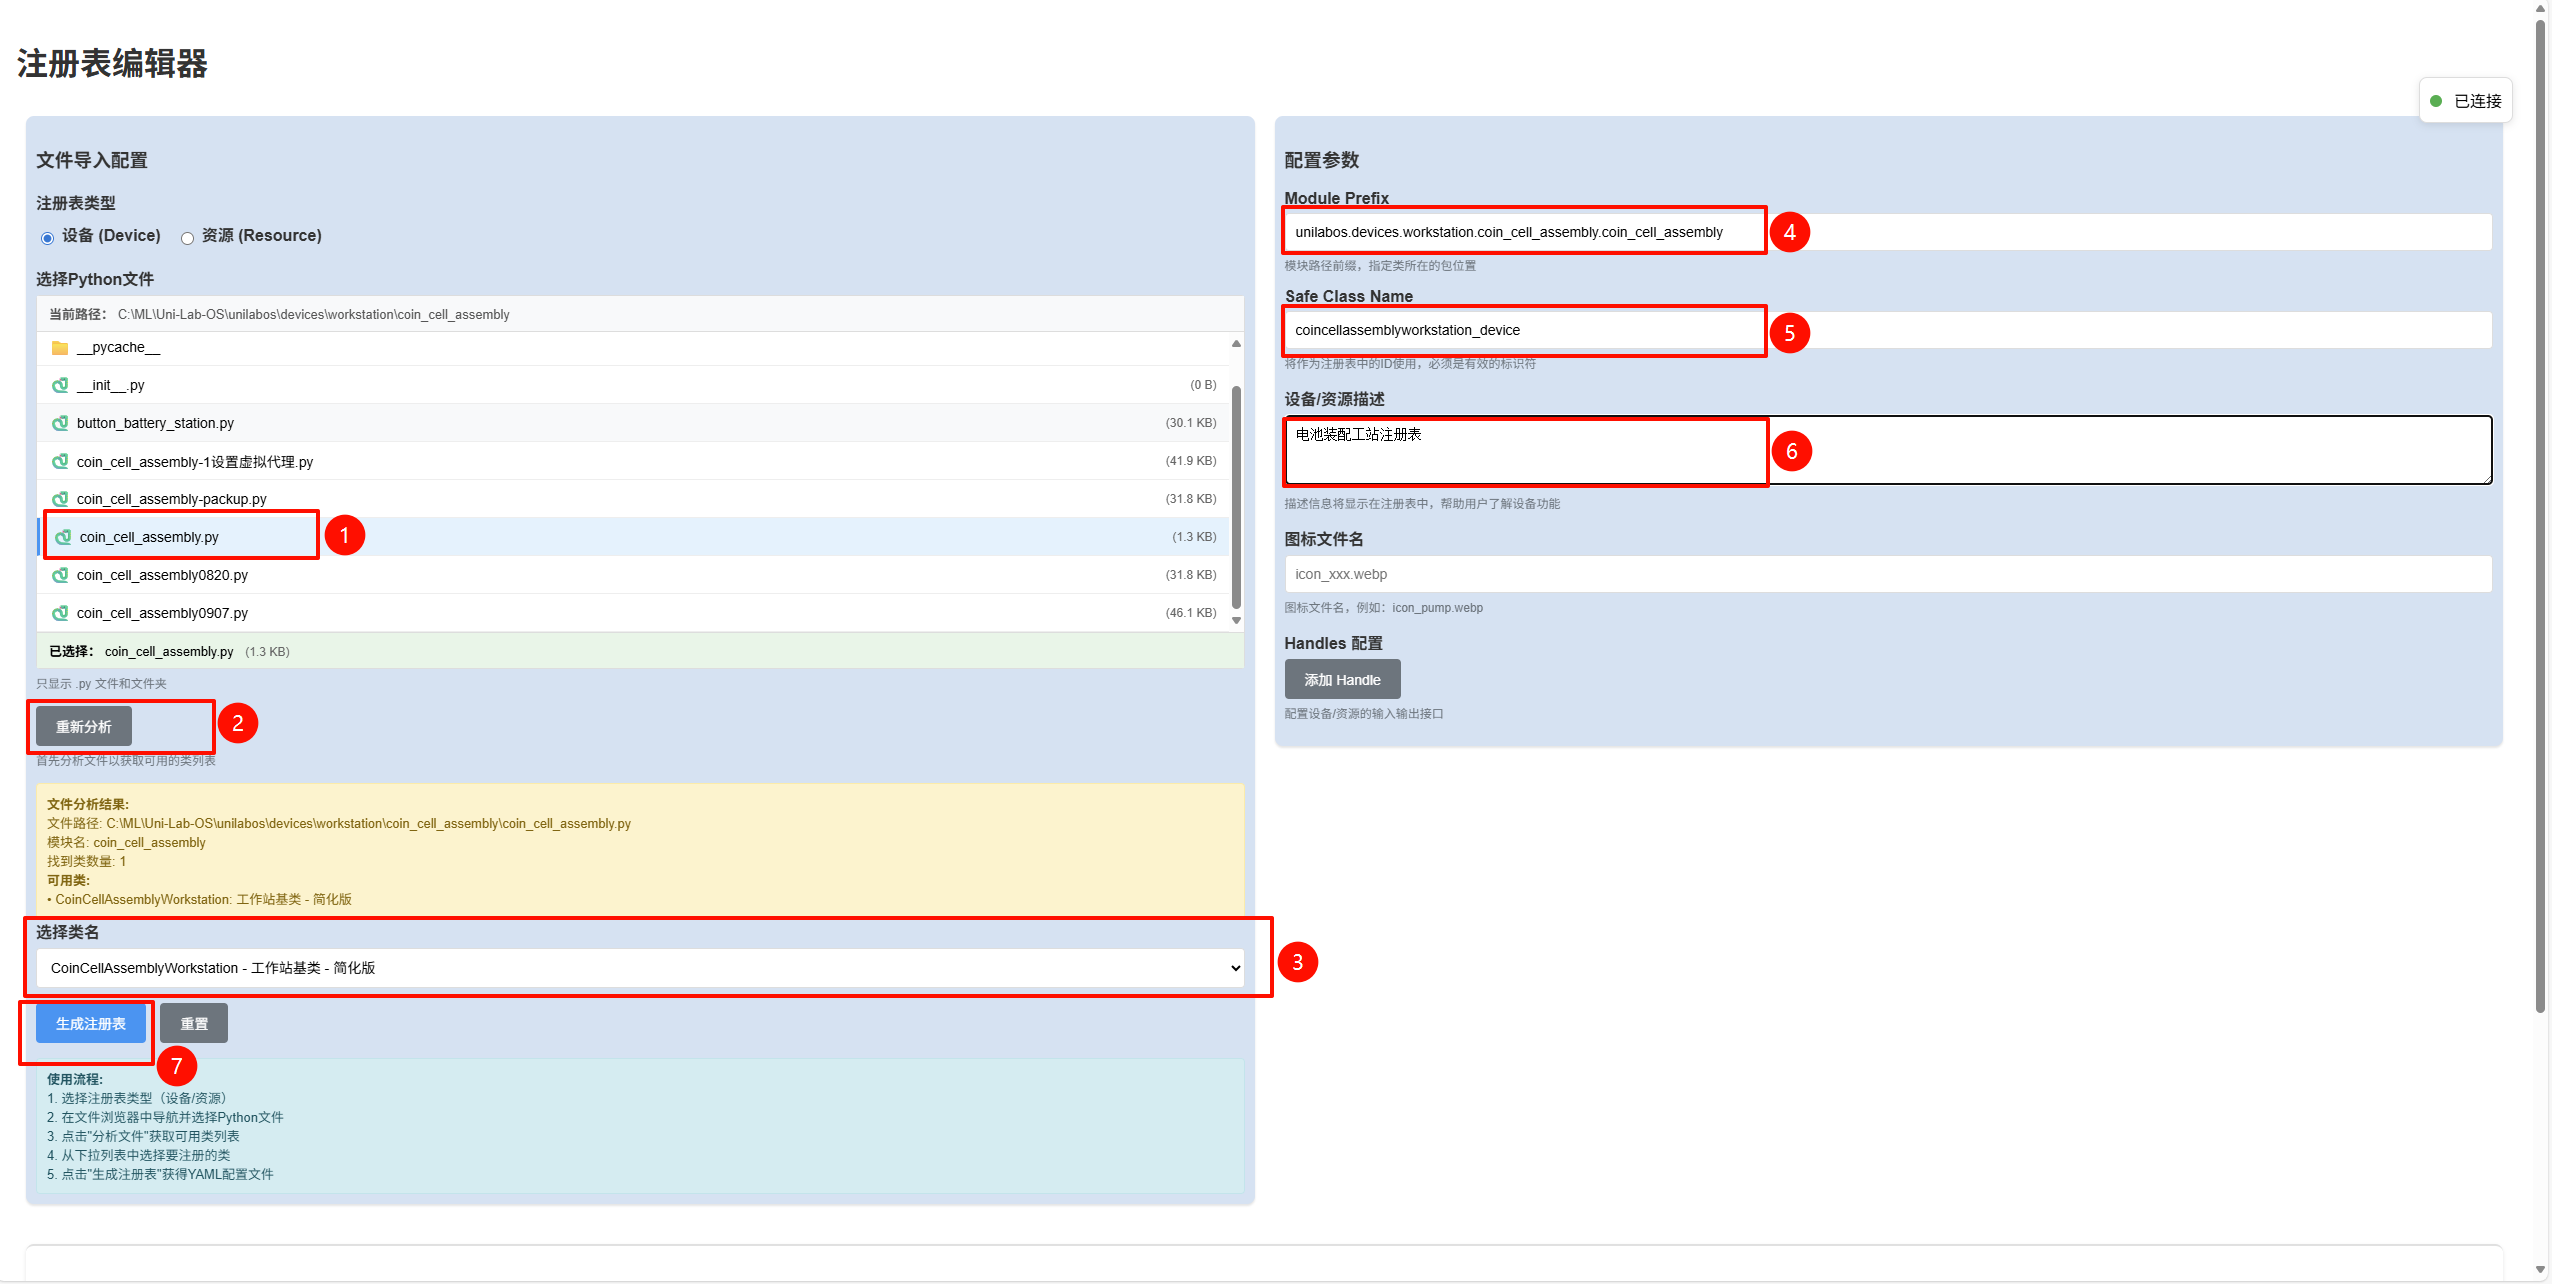 注册表编辑器
已连接
文件导入配置
注册表类型
设备 (Device) 资源 (Resource)
选择Python文件
当前路径： C:\ML\Uni-Lab-OS\unilabos\devices\workstation\coin_cell_assembly
__pycache__
__init__.py (0 B)
button_battery_station.py (30.1 KB)
coin_cell_assembly-1设置虚拟代理.py (41.9 KB)
coin_cell_assembly-packup.py (31.8 KB)
coin_cell_assembly.py (1.3 KB)
1
coin_cell_assembly0820.py (31.8 KB)
coin_cell_assembly0907.py (46.1 KB)
已选择： coin_cell_assembly.py (1.3 KB)
只显示 .py 文件和文件夹
重新分析
2
首先分析文件以获取可用的类列表
文件分析结果:
文件路径: C:\ML\Uni-Lab-OS\unilabos\devices\workstation\coin_cell_assembly\coin_cell_assembly.py
模块名: coin_cell_assembly
找到类数量: 1
可用类:
• CoinCellAssemblyWorkstation: 工作站基类 - 简化版
选择类名
CoinCellAssemblyWorkstation - 工作站基类 - 简化版
3
生成注册表 重置
7
使用流程:
1. 选择注册表类型（设备/资源）
2. 在文件浏览器中导航并选择Python文件
3. 点击"分析文件"获取可用类列表
4. 从下拉列表中选择要注册的类
5. 点击"生成注册表"获得YAML配置文件
配置参数
Module Prefix
unilabos.devices.workstation.coin_cell_assembly.coin_cell_assembly
4
模块路径前缀，指定类所在的包位置
Safe Class Name
coincellassemblyworkstation_device
5
将作为注册表中的ID使用，必须是有效的标识符
设备/资源描述
电池装配工站注册表
6
描述信息将显示在注册表中，帮助用户了解设备功能
图标文件名
icon_xxx.webp
图标文件名，例如：icon_pump.webp
Handles 配置
添加 Handle
配置设备/资源的输入输出接口